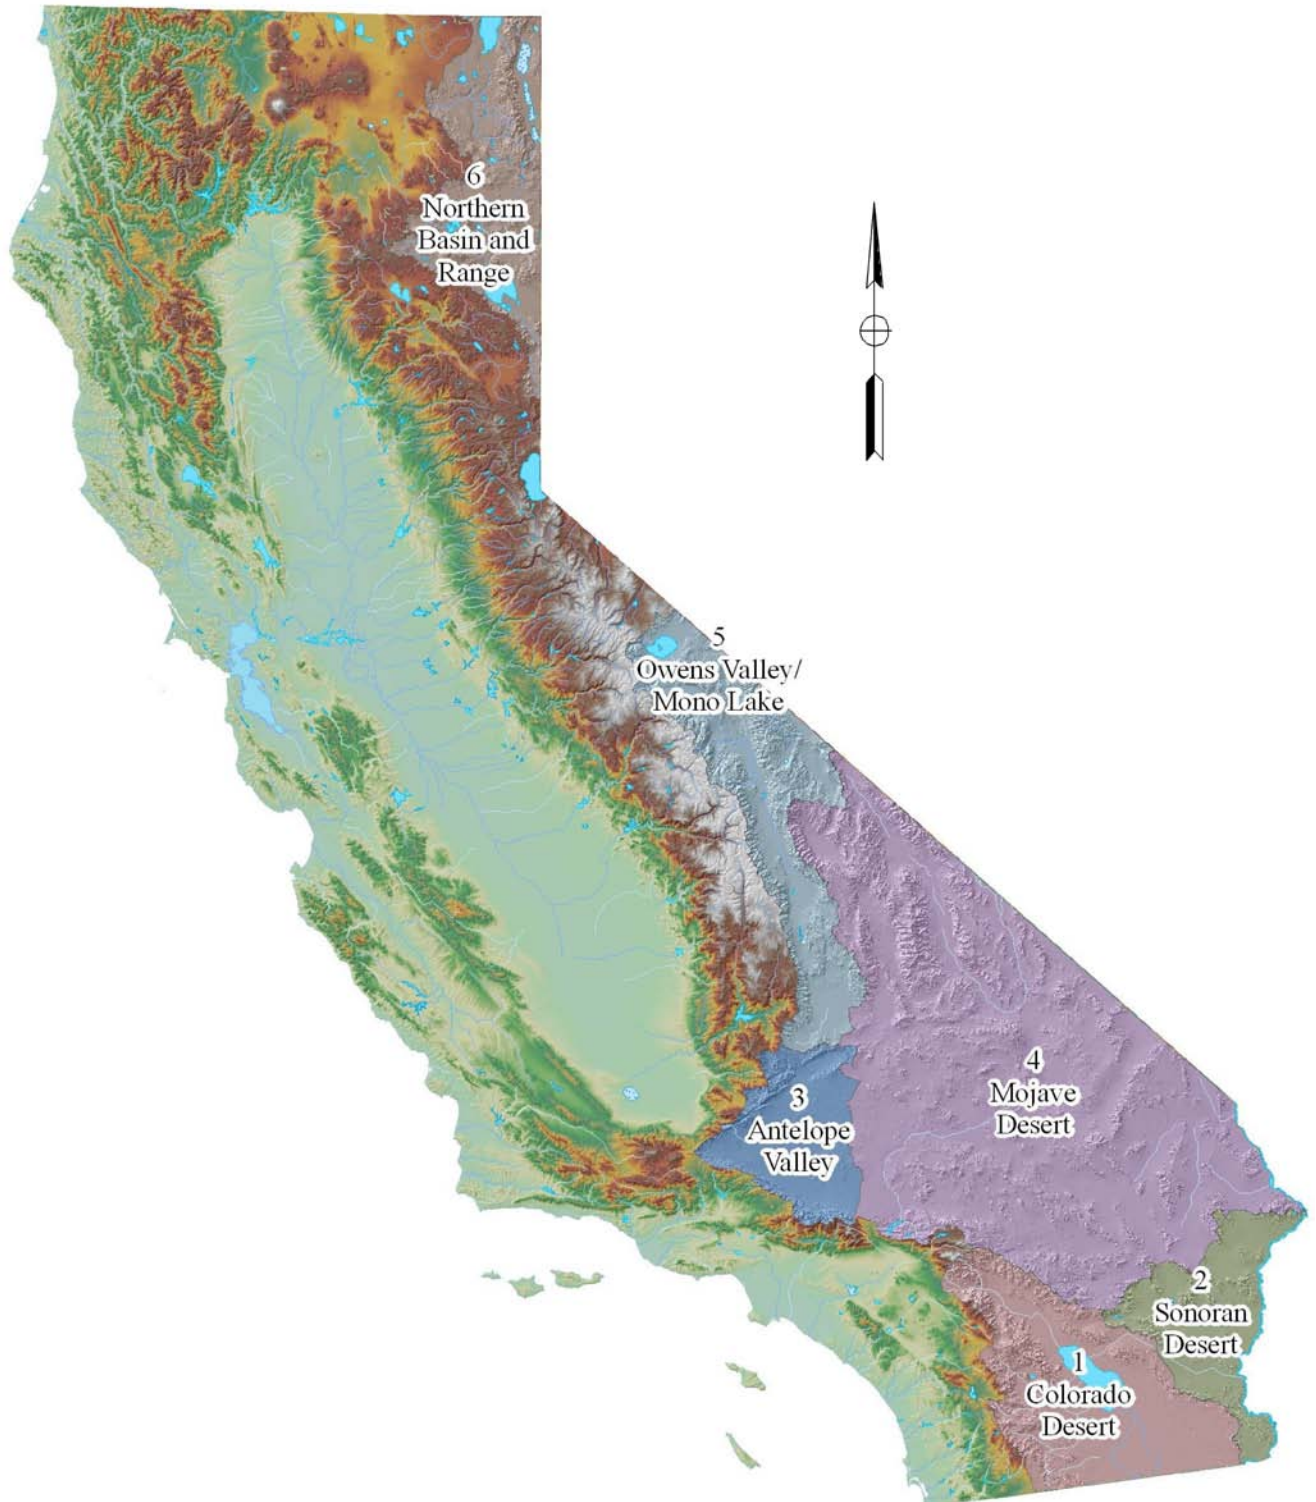 6
Northern
Basin and
Range
5
Owens Valley/
Mono Lake
4
Mojave
Desert
3
Antelope
Valley
2
Sonoran
Desert
1
Colorado
Desert